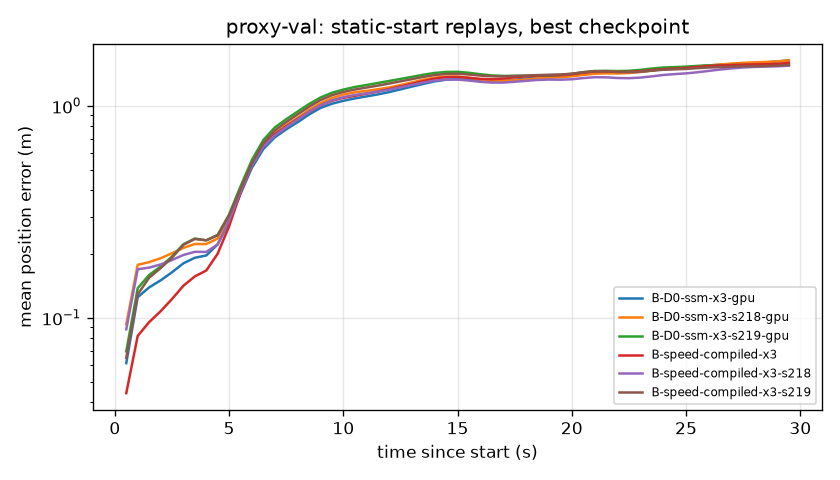 proxy-val: static-start replays, best checkpoint
mean position error (m)
10⁰
10⁻¹
0 5 10 15 20 25 30
time since start (s)
B-D0-ssm-x3-gpu
B-D0-ssm-x3-s218-gpu
B-D0-ssm-x3-s219-gpu
B-speed-compiled-x3
B-speed-compiled-x3-s218
B-speed-compiled-x3-s219